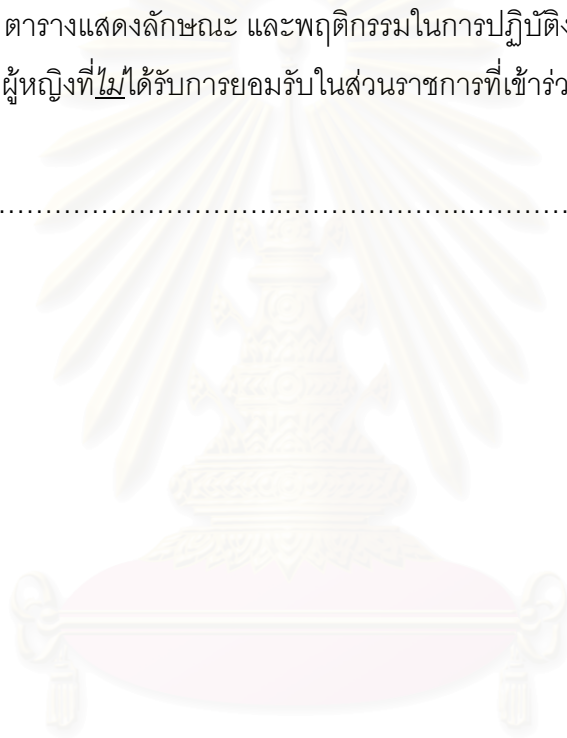 ตารางแสดงลักษณะ และพฤติกรรมในการปฏิบัติ
ผู้หญิงที่ไม่ได้รับการยอมรับในส่วนราชการที่เข้า
………………………………………………………………